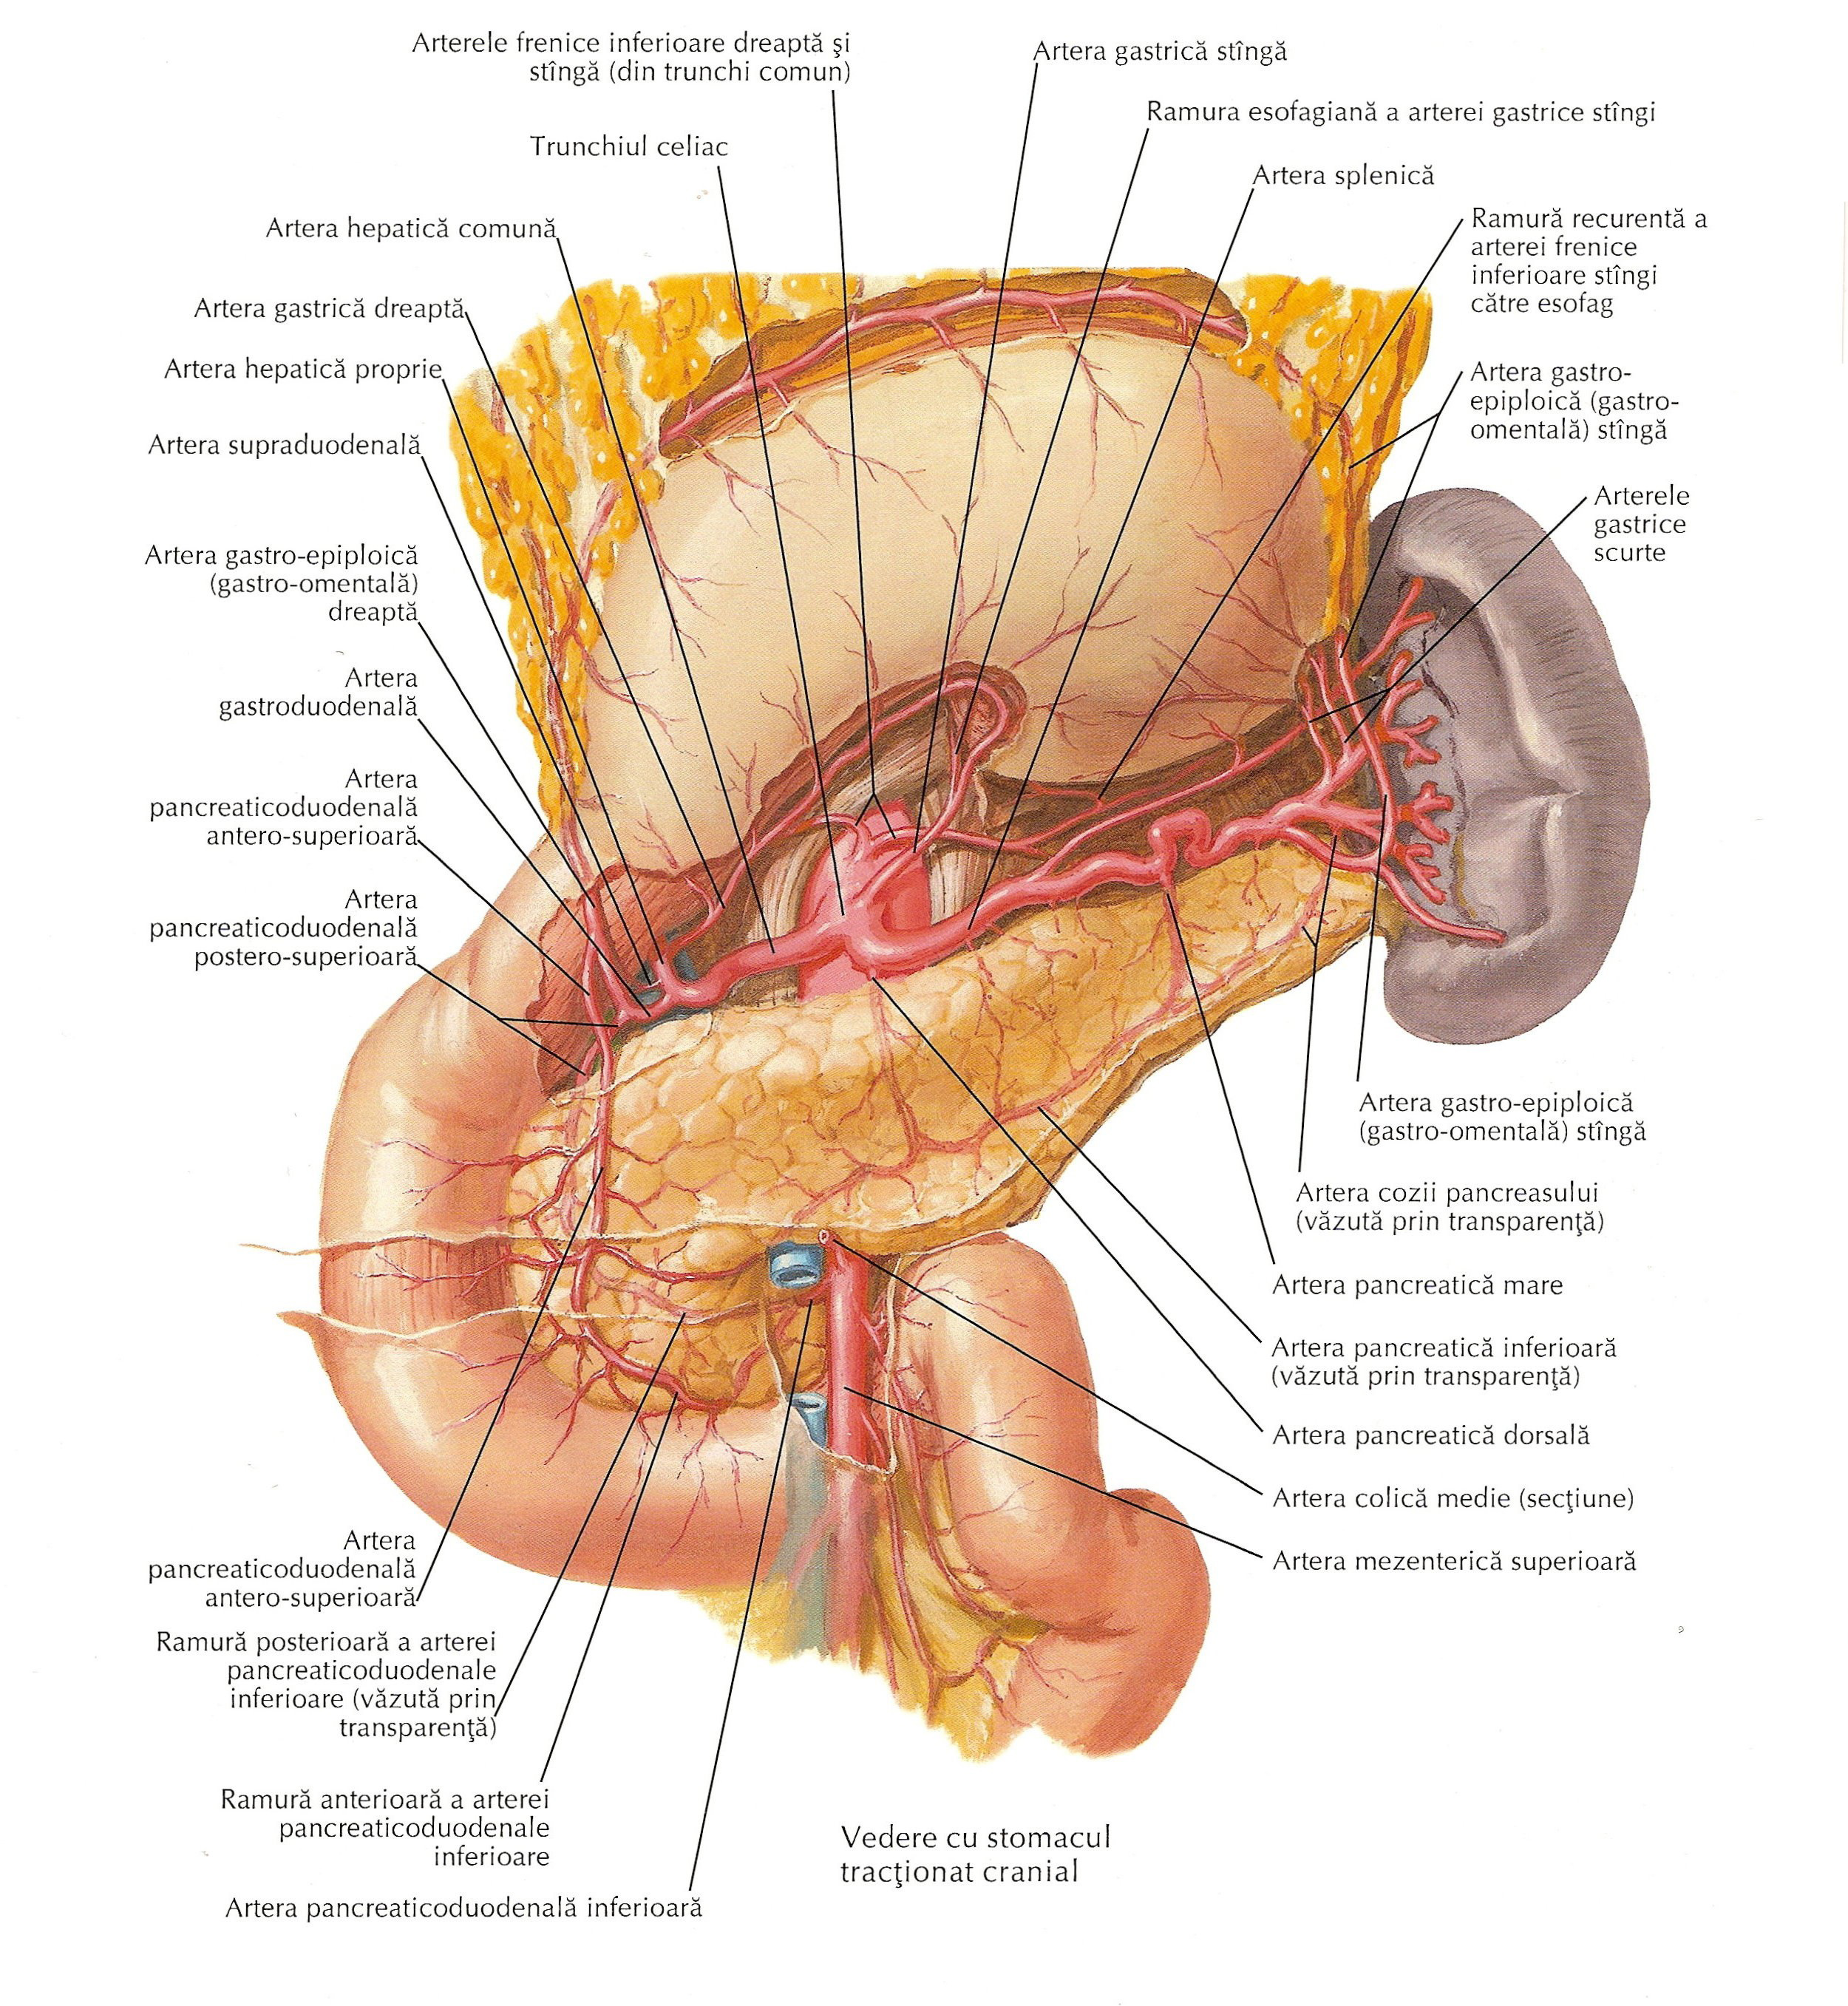 Arterele frenice inferioare dreaptă şi
stîngă (din trunchi comun)
Artera gastrică stîngă
Ramura esofagiană a arterei gastrice stîngi
Trunchiul celiac
Artera splenică
Artera hepatică comună
Ramură recurentă a
arterei frenice
inferioare stîngi
către esofag
Artera gastrică dreaptă
Artera hepatică proprie
Artera gastro-
epiploică (gastro-
omentală) stîngă
Artera supraduodenală
Arterele
gastrice
scurte
Artera gastro-epiploică
(gastro-omentală)
dreaptă
Artera
gastroduodenală
Artera
pancreaticoduodenală
antero-superioară
Artera
pancreaticoduodenală
postero-superioară
Artera gastro-epiploică
(gastro-omentală) stîngă
Artera cozii pancreasului
(văzută prin transparenţă)
Artera pancreatică mare
Artera pancreatică inferioară
(văzută prin transparenţă)
Artera pancreatică dorsală
Artera colică medie (secţiune)
Artera mezenterică superioară
Artera
pancreaticoduodenală
antero-superioară
Ramură posterioară a arterei
pancreaticoduodenale
inferioare (văzută prin
transparenţă)
Ramură anterioară a arterei
pancreaticoduodenale
inferioare
Artera pancreaticoduodenală inferioară
Vedere cu stomacul
tracţionat cranial